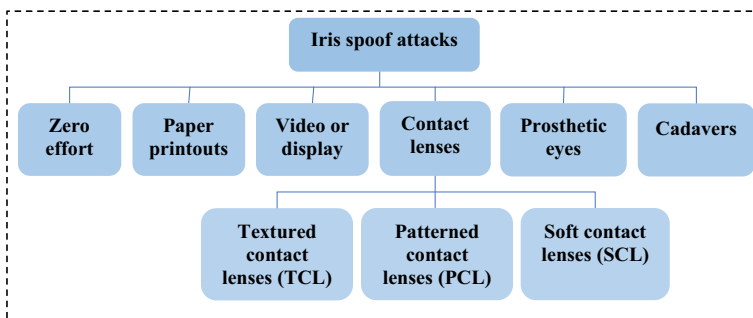 Iris spoof attacks
Zero
effort
Paper
printouts
Video or
display
Contact
lenses
Prosthetic
eyes
Cadavers
Textured
contact
lenses (TCL)
Patterned
contact
lenses (PCL)
Soft contact
lenses (SCL)